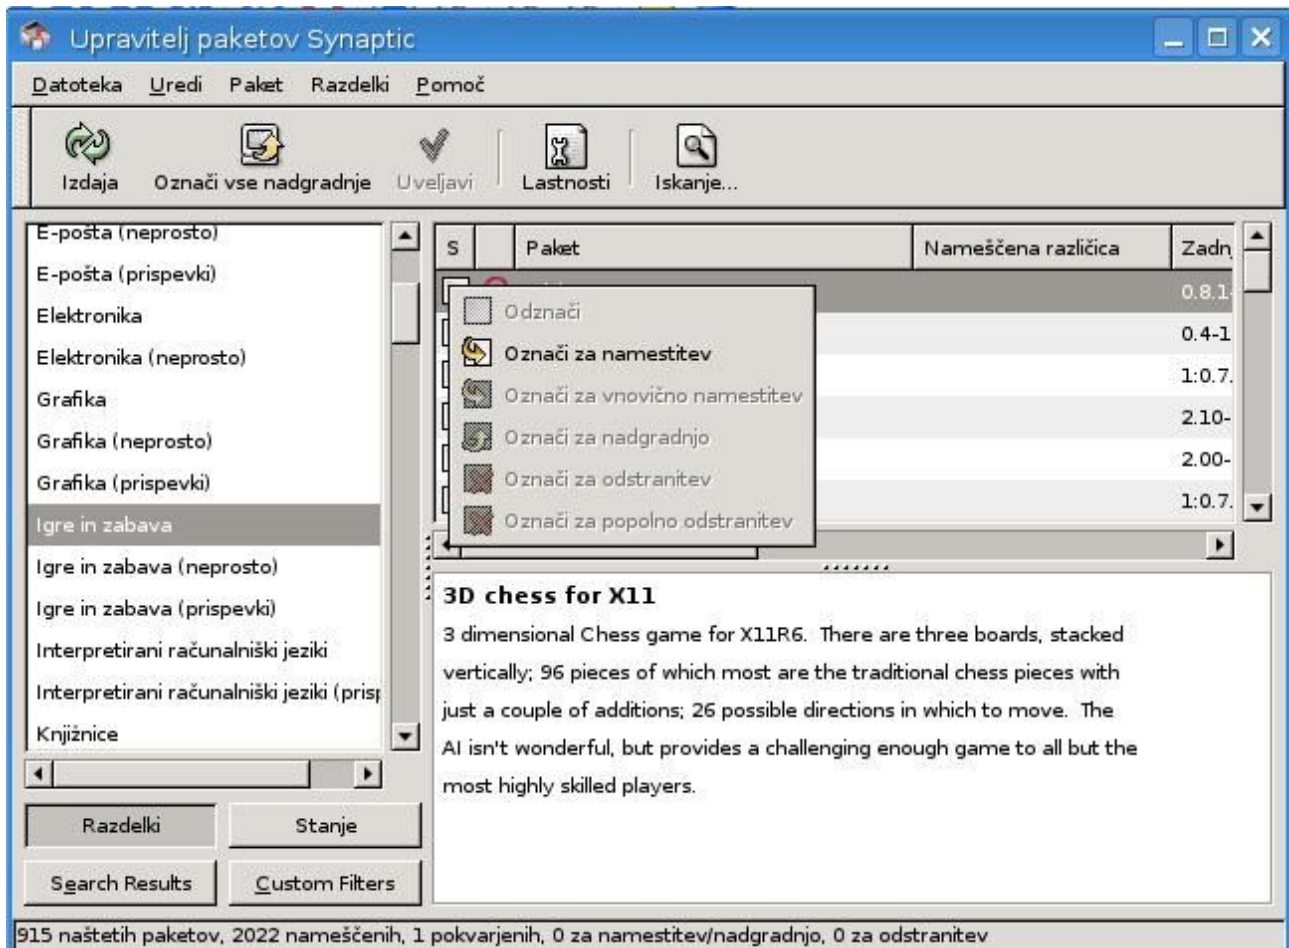 Upravitelj paketov Synaptic
Datoteka Uredi Paket Razdelki Pomoč
Izdaja Označi vse nadgradnje Uveljavi Lastnosti Iskanje...
E-pošta (neprosto)
E-pošta (prispevki)
Elektronika
Elektronika (neprosto)
Grafika
Grafika (neprosto)
Grafika (prispevki)
Igre in zabava
Igre in zabava (neprosto)
Igre in zabava (prispevki)
Interpretirani računalniški jeziki
Interpretirani računalniški jeziki (prisp
Knjižnice
Razdelki Stanje
Search Results Custom Filters
S Paket Nameščena različica Zadnj
0.8.1-
0.4-1
1:0.7.
2.10-
2.00-
1:0.7.
Odznači
Označi za namestitev
Označi za vnovično namestitev
Označi za nadgradnjo
Označi za odstranitev
Označi za popolno odstranitev
3D chess for X11
3 dimensional Chess game for X11R6. There are three boards, stacked
vertically; 96 pieces of which most are the traditional chess pieces with
just a couple of additions; 26 possible directions in which to move. The
AI isn't wonderful, but provides a challenging enough game to all but the
most highly skilled players.
915 naštetih paketov, 2022 nameščenih, 1 pokvarjenih, 0 za namestitev/nadgradnjo, 0 za odstranitev